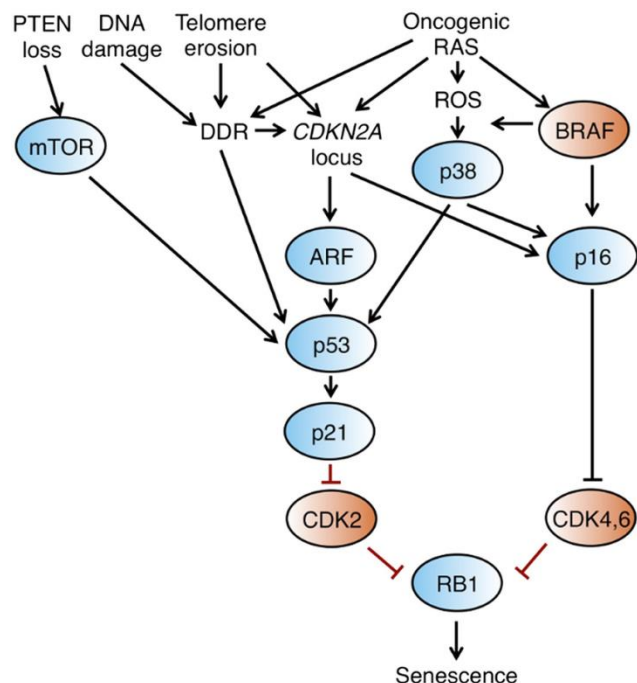 PTEN
loss
DNA
damage
Telomere
erosion
Oncogenic
RAS
ROS
DDR
CDKN2A
locus
BRAF
mTOR
p38
ARF
p16
p53
p21
CDK2
CDK4,6
RB1
Senescence